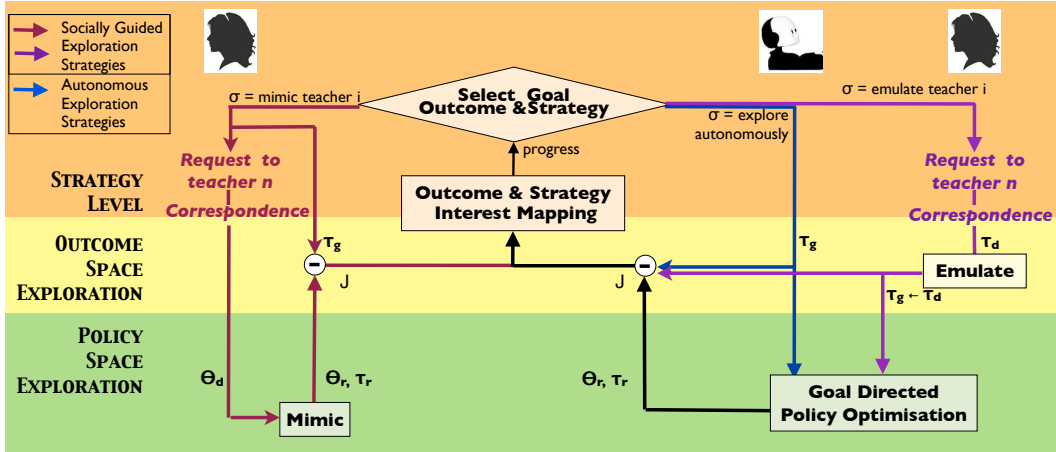 Socially Guided
Exploration
Strategies
Autonomous
Exploration
Strategies
σ = mimic teacher i
Select Goal
Outcome &Strategy
σ = emulate teacher i
σ = explore
autonomously
progress
Request to
teacher n
Correspondence
Outcome & Strategy
Interest Mapping
Request to
teacher n
Correspondence
STRATEGY
LEVEL
OUTCOME
SPACE
EXPLORATION
τg
J
J
τg
τd
Emulate
τg ← τd
POLICY
SPACE
EXPLORATION
Θd
Θr, τr
Mimic
Θr, τr
Goal Directed
Policy Optimisation